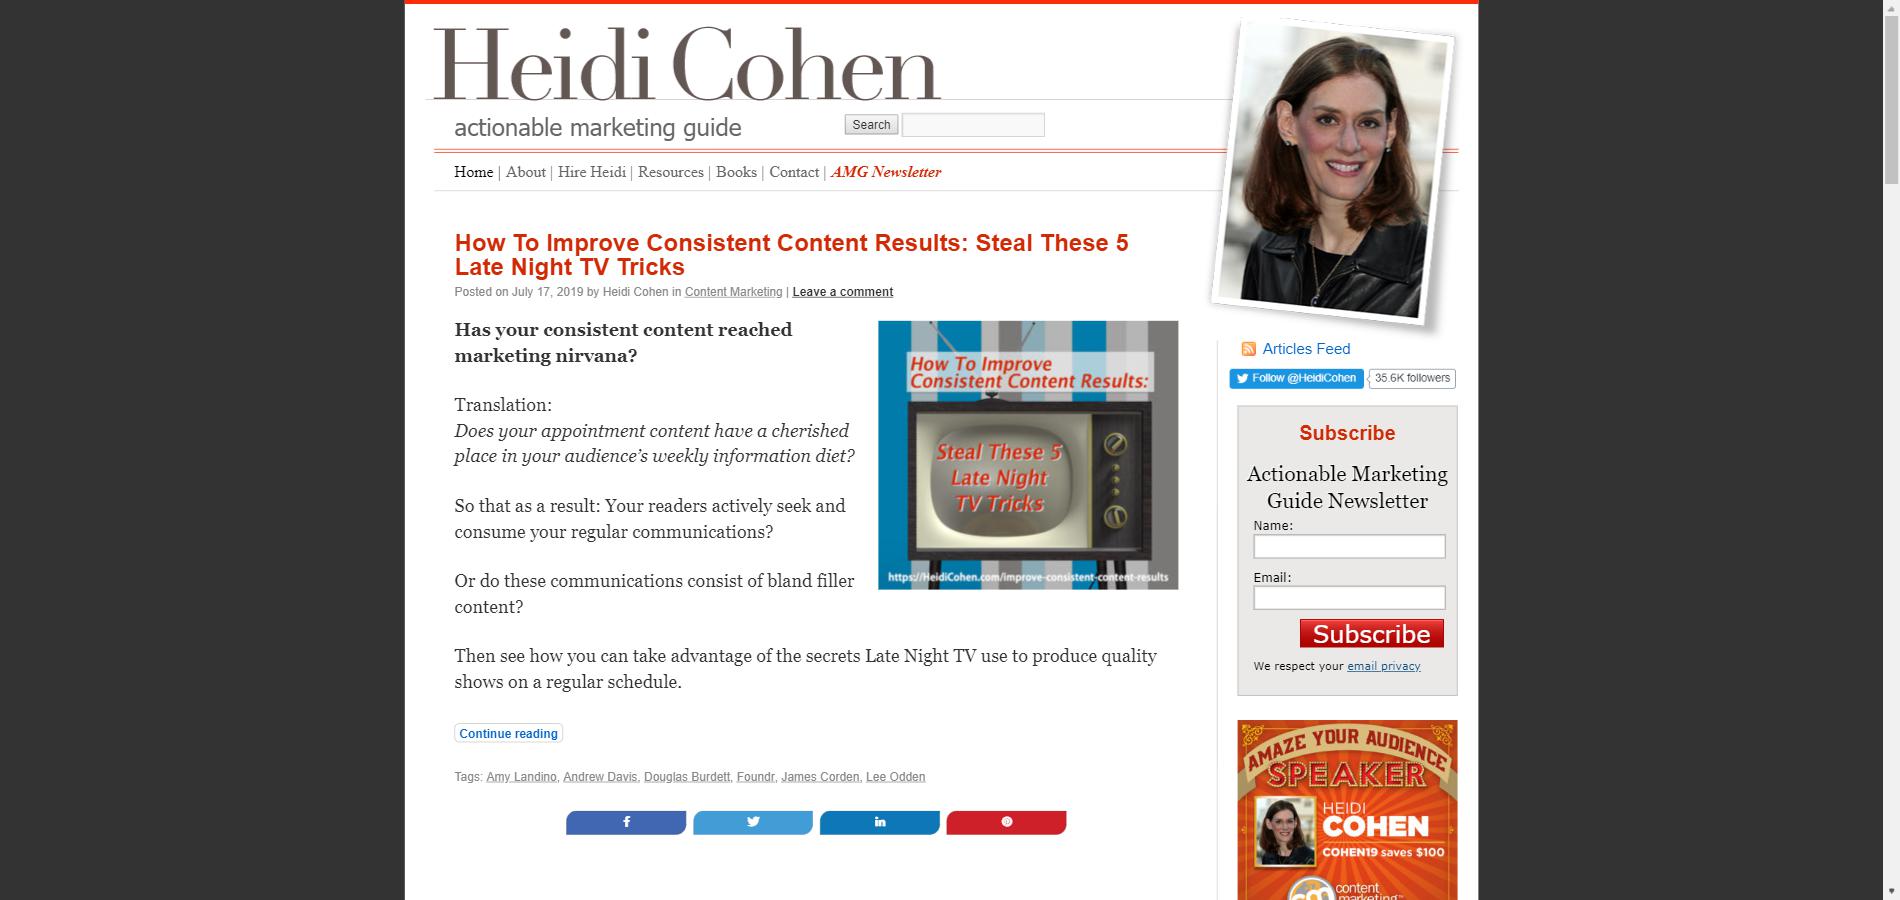 Heidi Cohen
actionable marketing guide
Search
Home | About | Hire Heidi | Resources | Books | Contact | AMG Newsletter
How To Improve Consistent Content Results: Steal These 5
Late Night TV Tricks
Posted on July 17, 2019 by Heidi Cohen in Content Marketing | Leave a comment
Has your consistent content reached
marketing nirvana?
Translation:
Does your appointment content have a cherished
place in your audience's weekly information diet?
So that as a result: Your readers actively seek and
consume your regular communications?
Or do these communications consist of bland filler
content?
How To Improve
Consistent Content Results:
Steal These 5
Late Night
TV Tricks
https://HeidiCohen.com/improve-consistent-content-results
Then see how you can take advantage of the secrets Late Night TV use to produce quality
shows on a regular schedule.
Continue reading
Tags: Amy Landino, Andrew Davis, Douglas Burdett, Foundr, James Corden, Lee Odden
Articles Feed
Follow @HeidiCohen 35.6K followers
Subscribe
Actionable Marketing
Guide Newsletter
Name:
Email:
Subscribe
We respect your email privacy
AMAZE YOUR AUDIENCE
SPEAKER
HEIDI
COHEN
COHEN19 saves $100
content
marketing